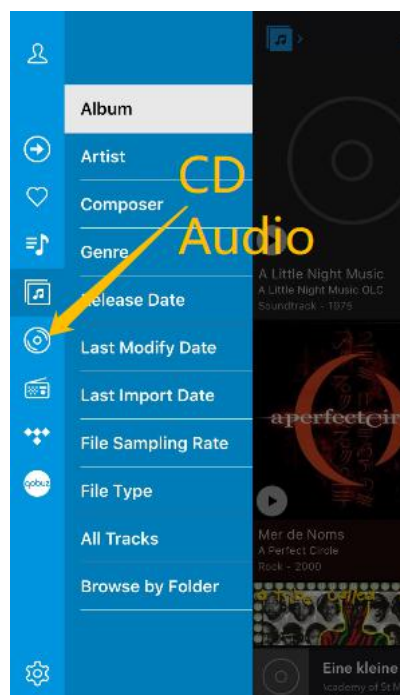 Album
Artist
CD
Composer
Audio
Genre
Release Date
Last Modify Date
Last Import Date
File Sampling Rate
qobuz
File Type
All Tracks
Browse by Folder
A Little Night Music
A Little Night Music OLC
Soundtrack - 1976
aperfectcir
Mer de Noms
A Perfect Circle
Rock - 2000
Eine kleine
Academy of St M